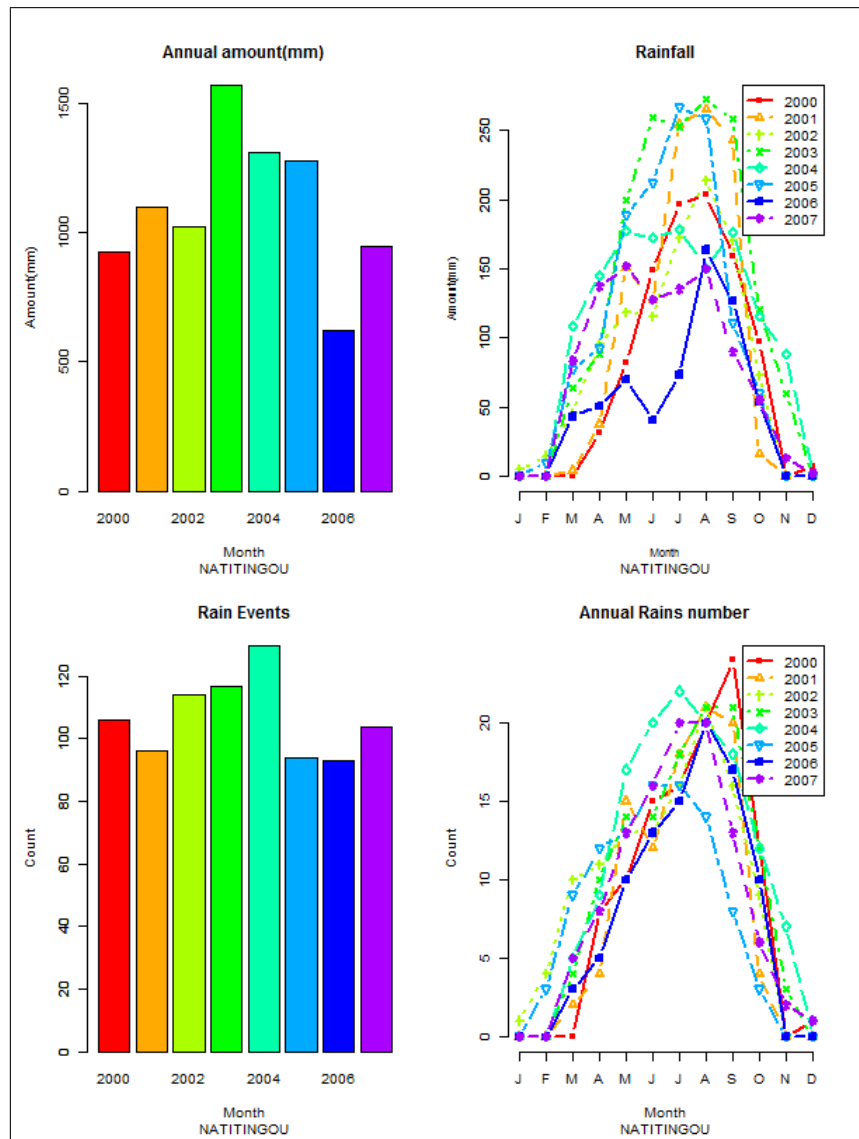 Annual amount(mm)
Amount(mm)
1500
1000
500
0
2000 2002 2004 2006
Month
NATITINGOU
Rainfall
Amount(mm)
250
200
150
100
50
0
2000
2001
2002
2003
2004
2005
2006
2007
J F M A M J J A S O N D
Month
NATITINGOU
Rain Events
Count
120
100
80
60
40
20
0
2000 2002 2004 2006
Month
NATITINGOU
Annual Rains number
Count
20
15
10
5
0
2000
2001
2002
2003
2004
2005
2006
2007
J F M A M J J A S O N D
Month
NATITINGOU